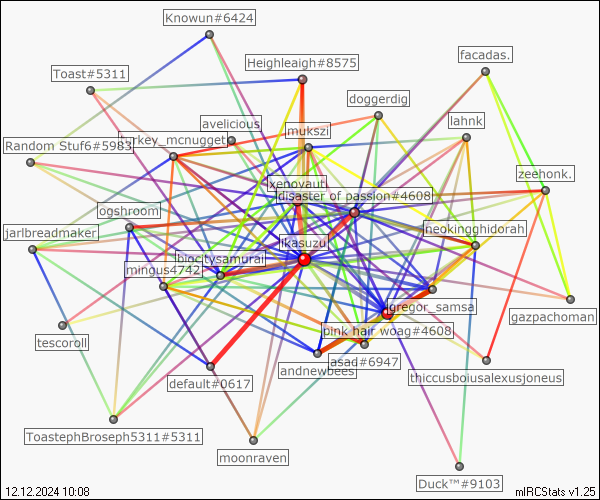 Knowun#6424
facadas.
Heighleaigh#8575
Toast#5311
doggerdig
avelicious
lahnk
mukszi
turkey_mcnugget
Random Stuf6#5983
zeehonk.
xenovaut
disaster of passion#4608
ogshroom
neokingghidorah
jarlbreadmaker
ikasuzu
biocitysamurai
mingus4742
gregor_samsa
gazpachoman
pink hair woag#4608
tescoroll
asad#6947
andnewbees
thiccusboiusalexusjoneus
default#0617
ToastephBroseph5311#5311
moonraven
Duck™#9103
12.12.2024 10:08
mIRCStats v1.25